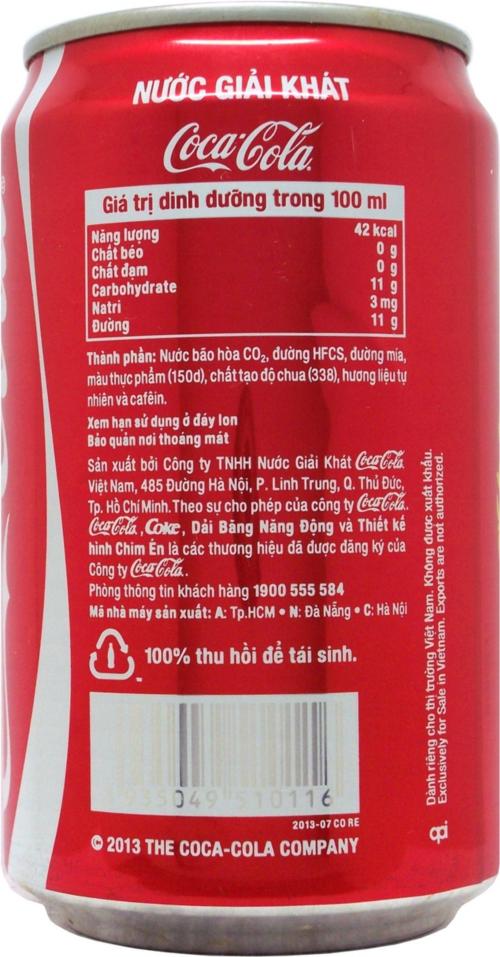 NƯỚC GIẢI KHÁT
Coca-Cola
Giá trị dinh dưỡng trong 100 ml
Năng lượng 42 kcal
Chất béo 0 g
Chất đạm 0 g
Carbohydrate 11 g
Natri 3 mg
Đường 11 g
Thành phần: Nước bão hòa CO₂, đường HFCS, đường mía,
màu thực phẩm (150d), chất tạo độ chua (338), hương liệu tự
nhiên và cafêin.
Xem hạn sử dụng ở đáy lon
Bảo quản nơi thoáng mát
Sản xuất bởi Công ty TNHH Nước Giải Khát Coca-Cola
Việt Nam, 485 Đường Hà Nội, P. Linh Trung, Q. Thủ Đức,
Tp. Hồ Chí Minh. Theo sự cho phép của công ty Coca-Cola.
Coca-Cola, Coke, Dải Băng Năng Động và Thiết kế
hình Chim Én là các thương hiệu đã được đăng ký của
Công ty Coca-Cola.
Phòng thông tin khách hàng 1900 555 584
Mã nhà máy sản xuất: A: Tp.HCM • N: Đà Nẵng • C: Hà Nội
100% thu hồi để tái sinh.
935049 510116
2013-07 CO RE
© 2013 THE COCA-COLA COMPANY
Dành riêng cho thị trường Việt Nam. Không được xuất khẩu.
Exclusively for Sale in Vietnam. Exports are not authorized.